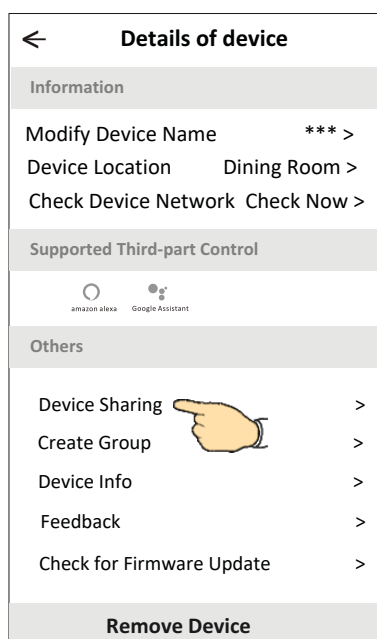 ← Details of device
Information
Modify Device Name *** >
Device Location Dining Room >
Check Device Network Check Now >
Supported Third-part Control
amazon alexa Google Assistant
Others
Device Sharing >
Create Group >
Device Info >
Feedback >
Check for Firmware Update >
Remove Device